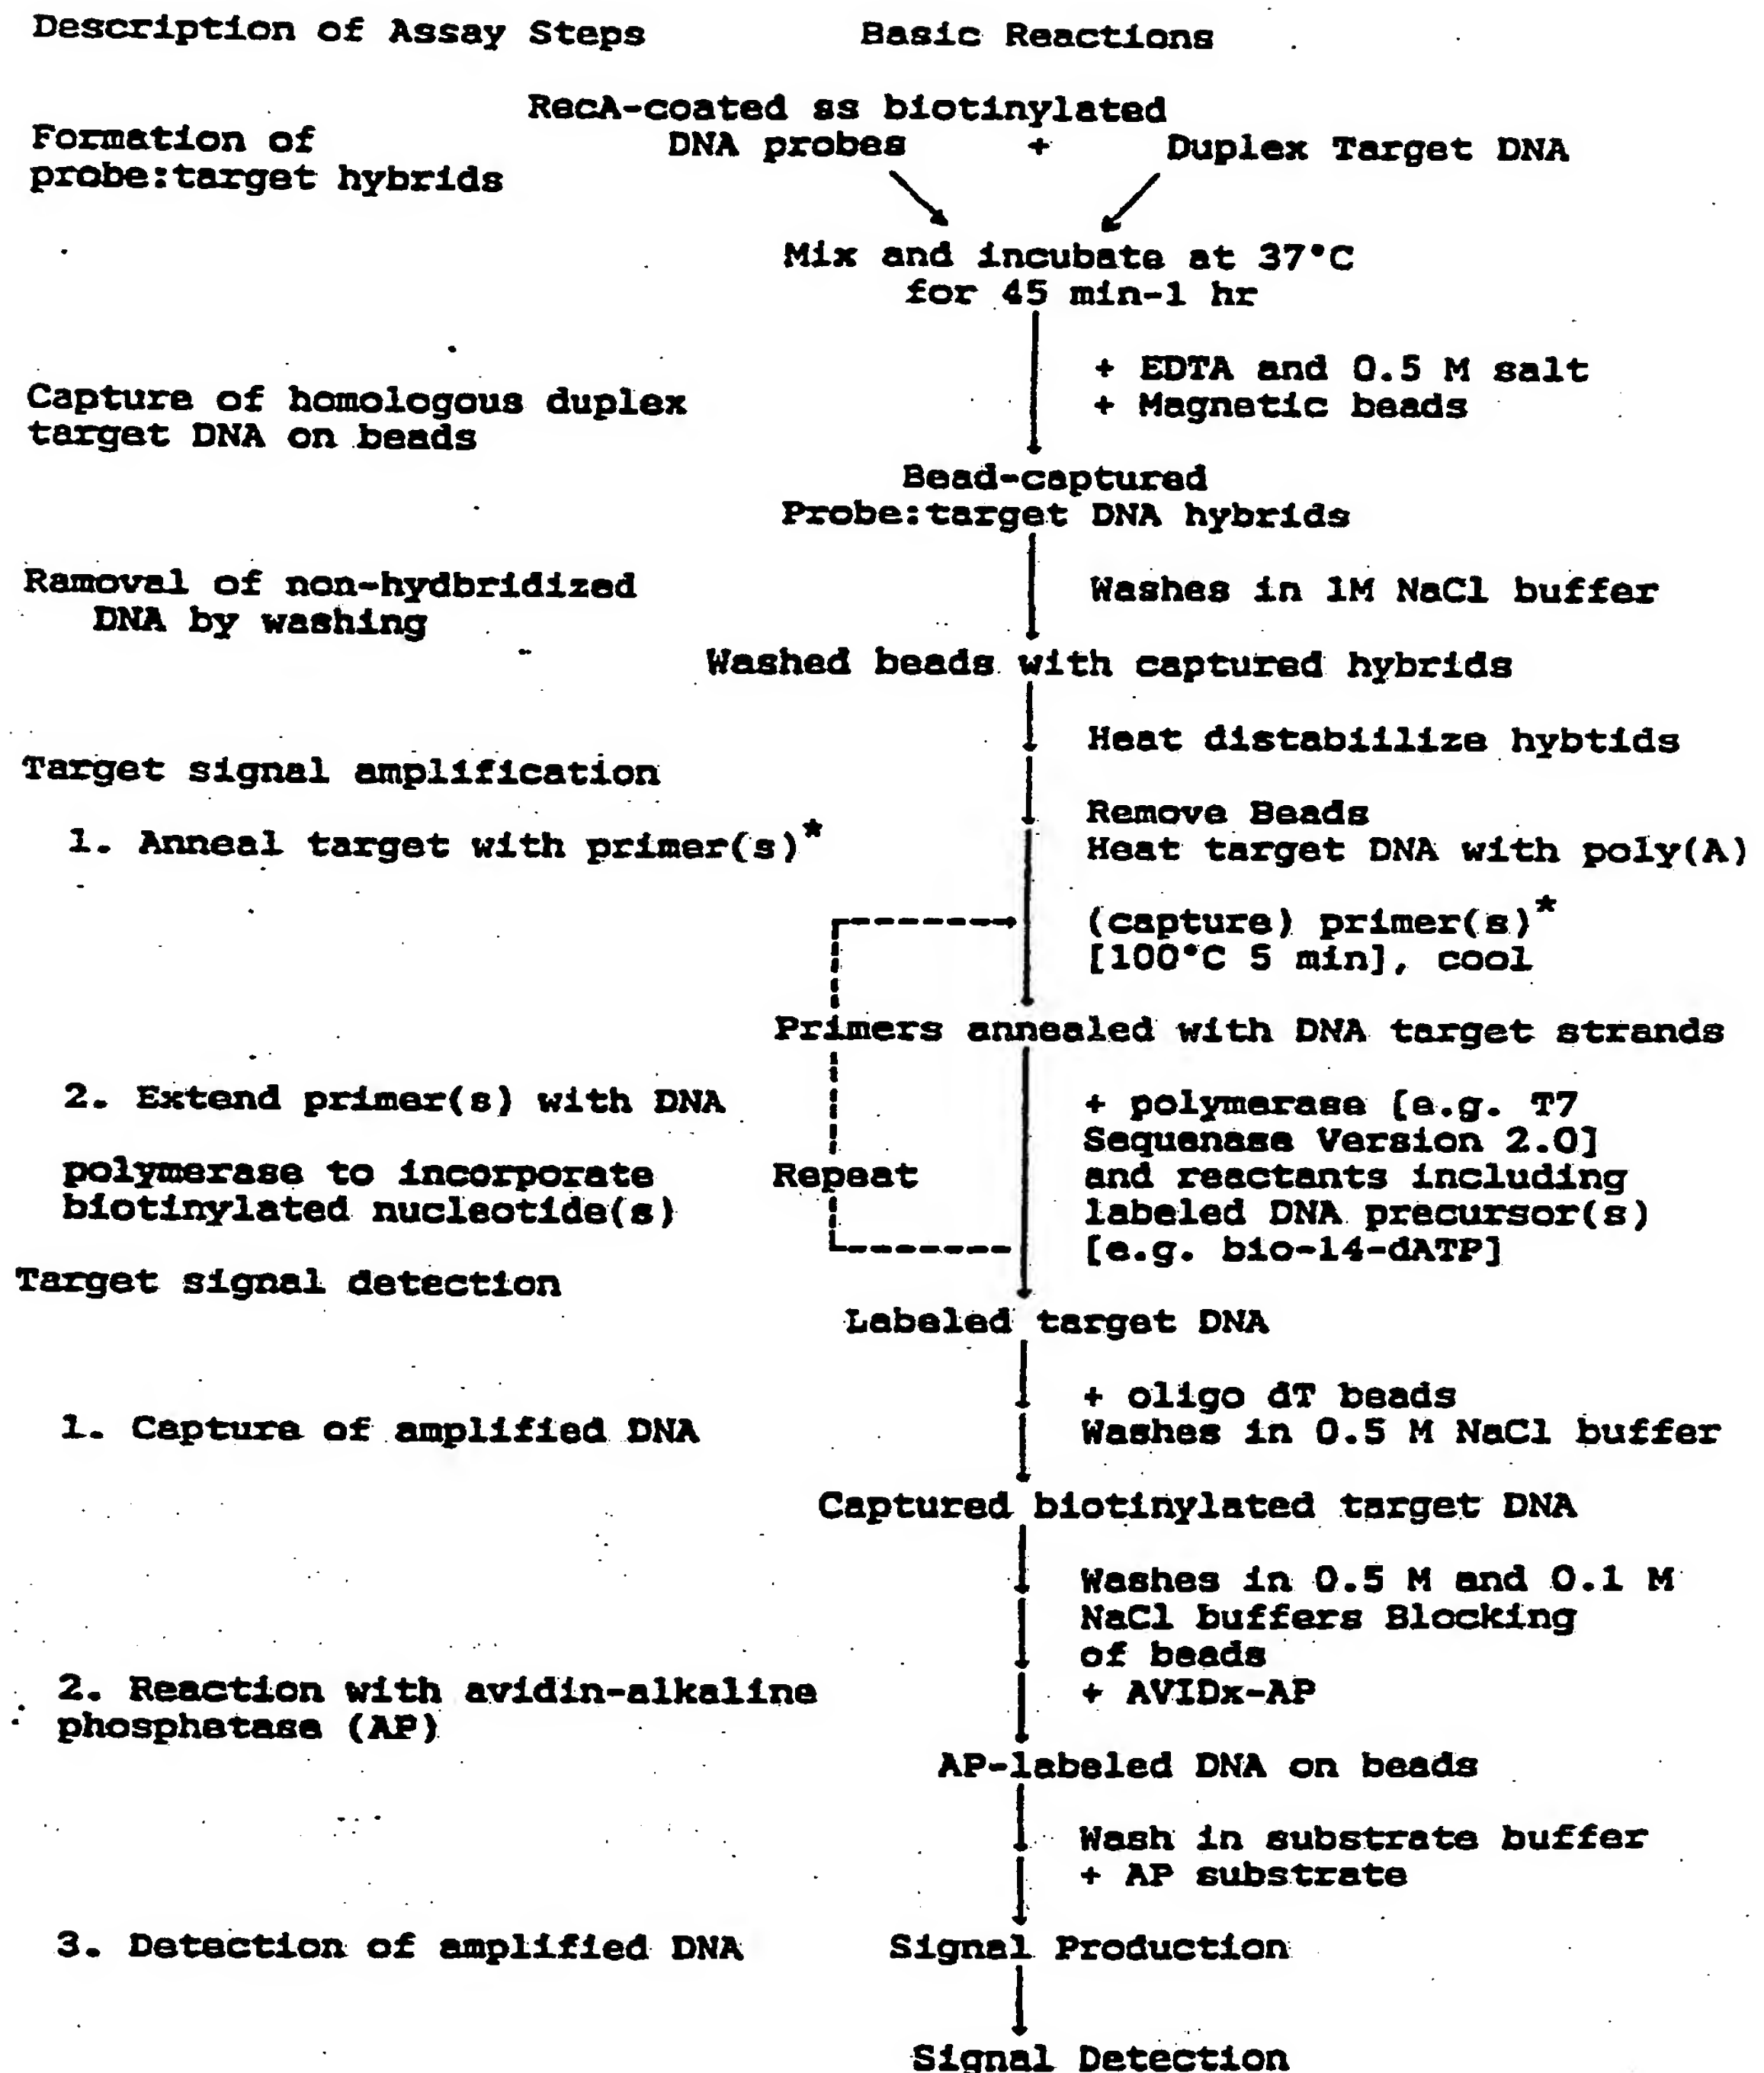 Description of Assay Steps
Basic Reactions
RecA-coated ss biotinylated
DNA probes + Duplex Target DNA
Formation of
probe:target hybrids
Mix and incubate at 37°C
for 45 min-1 hr
+ EDTA and 0.5 M salt
+ Magnetic beads
Capture of homologous duplex
target DNA on beads
Bead-captured
Probe:target DNA hybrids
Ramoval of non-hydbridized
DNA by washing
Washes in 1M NaCl buffer
Washed beads with captured hybrids
Heat distabiilize hybtids
Target signal amplification
Remove Beads
1. Anneal target with primer(s)*
Heat target DNA with poly(A)
(capture) primer(s)*
[100°C 5 min], cool
Primers annealed with DNA target strands
2. Extend primer(s) with DNA
polymerase to incorporate
biotinylated nucleotide(s)
Repeat
+ polymerase [e.g. T7
Sequenase Version 2.0]
and reactants including
labeled DNA precursor(s)
[e.g. bio-14-dATP]
Target signal detection
Labeled target DNA
+ oligo dT beads
1. Capture of amplified DNA
Washes in 0.5 M NaCl buffer
Captured biotinylated target DNA
Washes in 0.5 M and 0.1 M
NaCl buffers Blocking
of beads
+ AVIDx-AP
2. Reaction with avidin-alkaline
phosphatase (AP)
AP-labeled DNA on beads
Wash in substrate buffer
+ AP substrate
3. Detection of amplified DNA
Signal Production
Signal Detection